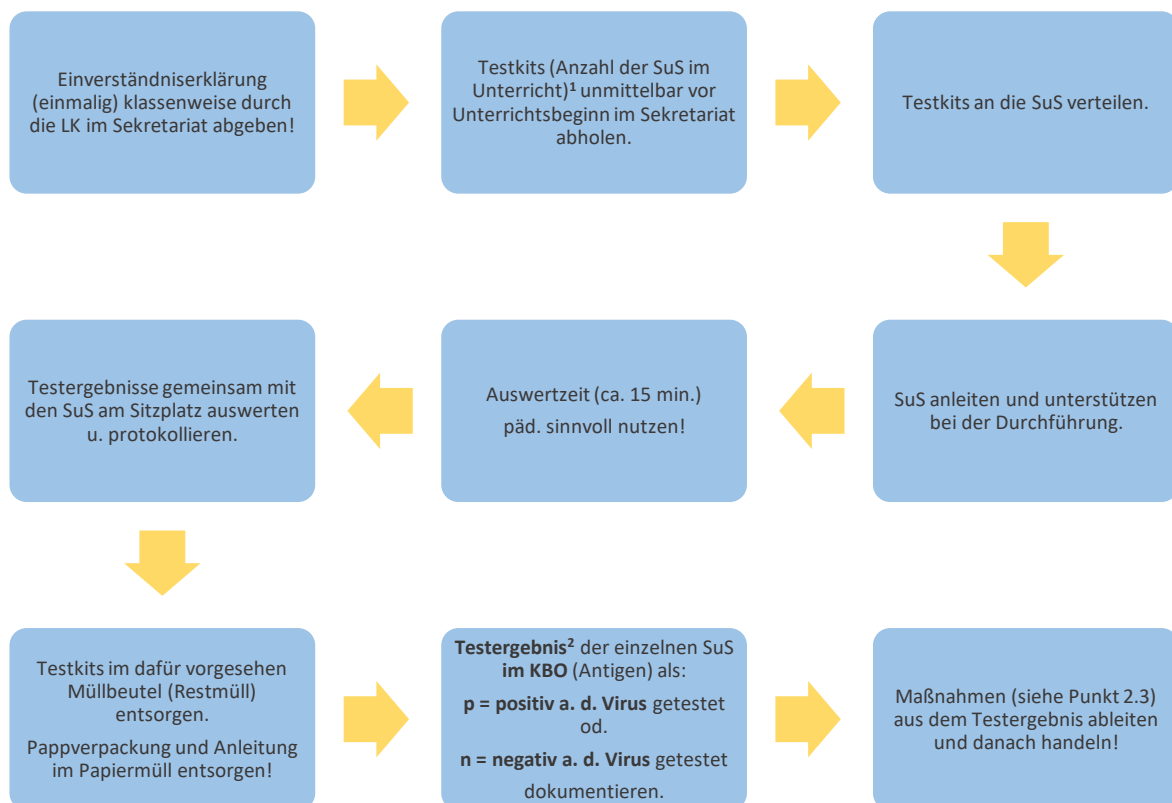 Einverständniserklärung
(einmalig) klassenweise durch
die LK im Sekretariat abgeben!
Testkits (Anzahl der SuS im
Unterricht)¹ unmittelbar vor
Unterrichtsbeginn im Sekretariat
abholen.
Testkits an die SuS verteilen.
SuS anleiten und unterstützen
bei der Durchführung.
Auswertzeit (ca. 15 min.)
päd. sinnvoll nutzen!
Testergebnisse gemeinsam mit
den SuS am Sitzplatz auswerten
u. protokollieren.
Testkits im dafür vorgesehen
Müllbeutel (Restmüll)
entsorgen.
Pappverpackung und Anleitung
im Papiermüll entsorgen!
Testergebnis² der einzelnen SuS
im KBO (Antigen) als:
p = positiv a. d. Virus getestet
od.
n = negativ a. d. Virus getestet
dokumentieren.
Maßnahmen (siehe Punkt 2.3)
aus dem Testergebnis ableiten
und danach handeln!